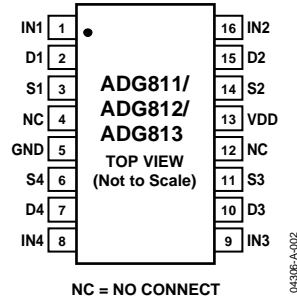 IN1 1 16 IN2
D1 2 15 D2
S1 3 14 S2
NC 4 13 VDD
GND 5 12 NC
S4 6 11 S3
D4 7 10 D3
IN4 8 9 IN3
ADG811/
ADG812/
ADG813
TOP VIEW
(Not to Scale)
NC = NO CONNECT
04306-A-002